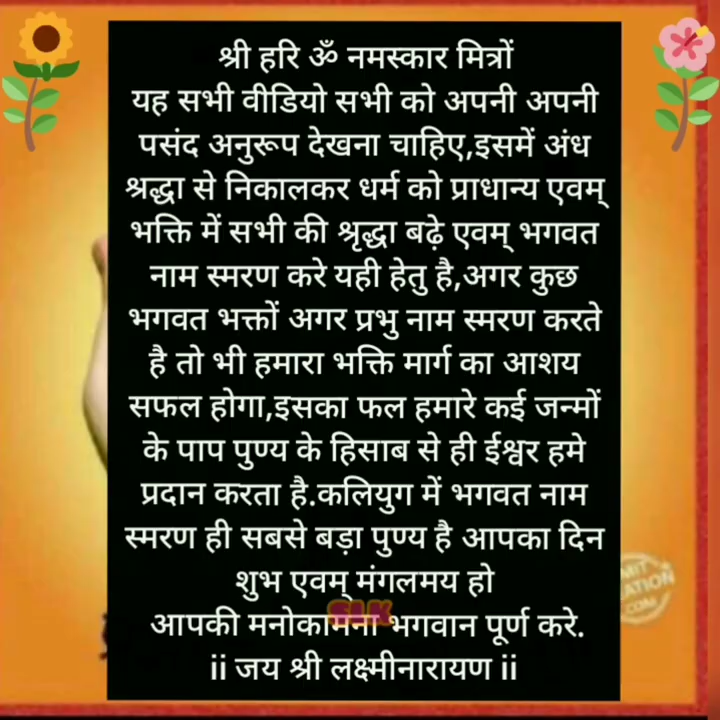 श्री हरि ॐ नमस्कार मित्रों
यह सभी वीडियो सभी को अपनी अपनी
पसंद अनुरूप देखना चाहिए,इसमें अंध
श्रद्धा से निकालकर धर्म को प्राधान्य एवम्
भक्ति में सभी की श्रृद्धा बढ़े एवम् भगवत
नाम स्मरण करे यही हेतु है,अगर कुछ
भगवत भक्तों अगर प्रभु नाम स्मरण करते
है तो भी हमारा भक्ति मार्ग का आशय
सफल होगा,इसका फल हमारे कई जन्मों
के पाप पुण्य के हिसाब से ही ईश्वर हमे
प्रदान करता है.कलियुग में भगवत नाम
स्मरण ही सबसे बड़ा पुण्य है आपका दिन
शुभ एवम् मंगलमय हो
SLK
आपकी मनोकामना भगवान पूर्ण करे.
ii जय श्री लक्ष्मीनारायण ii